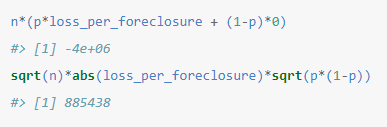 n*(p*loss_per_foreclosure + (1-p)*0)
#> [1] -4e+06
sqrt(n)*abs(loss_per_foreclosure)*sqrt(p*(1-p))
#> [1] 885438